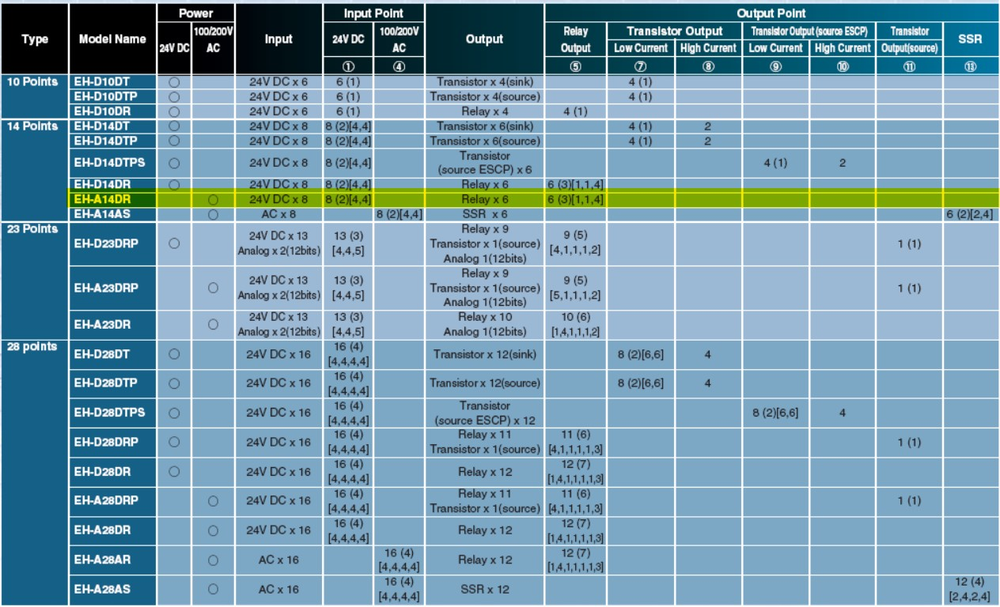 Type Model Name Power Input Input Point Output Output Point
24V DC 100/200V AC 24V DC 100/200V AC Relay Output Transistor Output Transistor Output (source ESCP) Transistor Output(source) SSR
Low Current High Current Low Current High Current
① ④ ⑤ ⑦ ⑧ ⑨ ⑩ ⑪ ⑬
10 Points EH-D10DT ○ 24V DC x 6 6 (1) Transistor x 4(sink) 4 (1)
EH-D10DTP ○ 24V DC x 6 6 (1) Transistor x 4(source) 4 (1)
EH-D10DR ○ 24V DC x 6 6 (1) Relay x 4 4 (1)
14 Points EH-D14DT ○ 24V DC x 8 8 (2)[4,4] Transistor x 6(sink) 4 (1) 2
EH-D14DTP ○ 24V DC x 8 8 (2)[4,4] Transistor x 6(source) 4 (1) 2
EH-D14DTPS ○ 24V DC x 8 8 (2)[4,4] Transistor (source ESCP) x 6 4 (1) 2
EH-D14DR ○ 24V DC x 8 8 (2)[4,4] Relay x 6 6 (3)[1,1,4]
EH-A14DR ○ 24V DC x 8 8 (2)[4,4] Relay x 6 6 (3)[1,1,4]
EH-A14AS ○ AC x 8 8 (2)[4,4] SSR x 6 6 (2)[2,4]
23 Points EH-D23DRP ○ 24V DC x 13 Analog x 2(12bits) 13 (3) [4,4,5] Relay x 9 Transistor x 1(source) Analog 1(12bits) 9 (5) [4,1,1,1,2] 1 (1)
EH-A23DRP ○ 24V DC x 13 Analog x 2(12bits) 13 (3) [4,4,5] Relay x 9 Transistor x 1(source) Analog 1(12bits) 9 (5) [5,1,1,1,2] 1 (1)
EH-A23DR ○ 24V DC x 13 Analog x 2(12bits) 13 (3) [4,4,5] Relay x 10 Analog 1(12bits) 10 (6) [1,4,1,1,1,2]
28 points EH-D28DT ○ 24V DC x 16 16 (4) [4,4,4,4] Transistor x 12(sink) 8 (2)[6,6] 4
EH-D28DTP ○ 24V DC x 16 16 (4) [4,4,4,4] Transistor x 12(source) 8 (2)[6,6] 4
EH-D28DTPS ○ 24V DC x 16 16 (4) [4,4,4,4] Transistor (source ESCP) x 12 8 (2)[6,6] 4
EH-D28DRP ○ 24V DC x 16 16 (4) [4,4,4,4] Relay x 11 Transistor x 1(source) 11 (6) [4,1,1,1,1,3] 1 (1)
EH-D28DR ○ 24V DC x 16 16 (4) [4,4,4,4] Relay x 12 12 (7) [1,4,1,1,1,1,3]
EH-A28DRP ○ 24V DC x 16 16 (4) [4,4,4,4] Relay x 11 Transistor x 1(source) 11 (6) [4,1,1,1,1,3] 1 (1)
EH-A28DR ○ 24V DC x 16 16 (4) [4,4,4,4] Relay x 12 12 (7) [1,4,1,1,1,1,3]
EH-A28AR ○ AC x 16 16 (4) [4,4,4,4] Relay x 12 12 (7) [1,4,1,1,1,1,3]
EH-A28AS ○ AC x 16 16 (4) [4,4,4,4] SSR x 12 12 (4) [2,4,2,4]